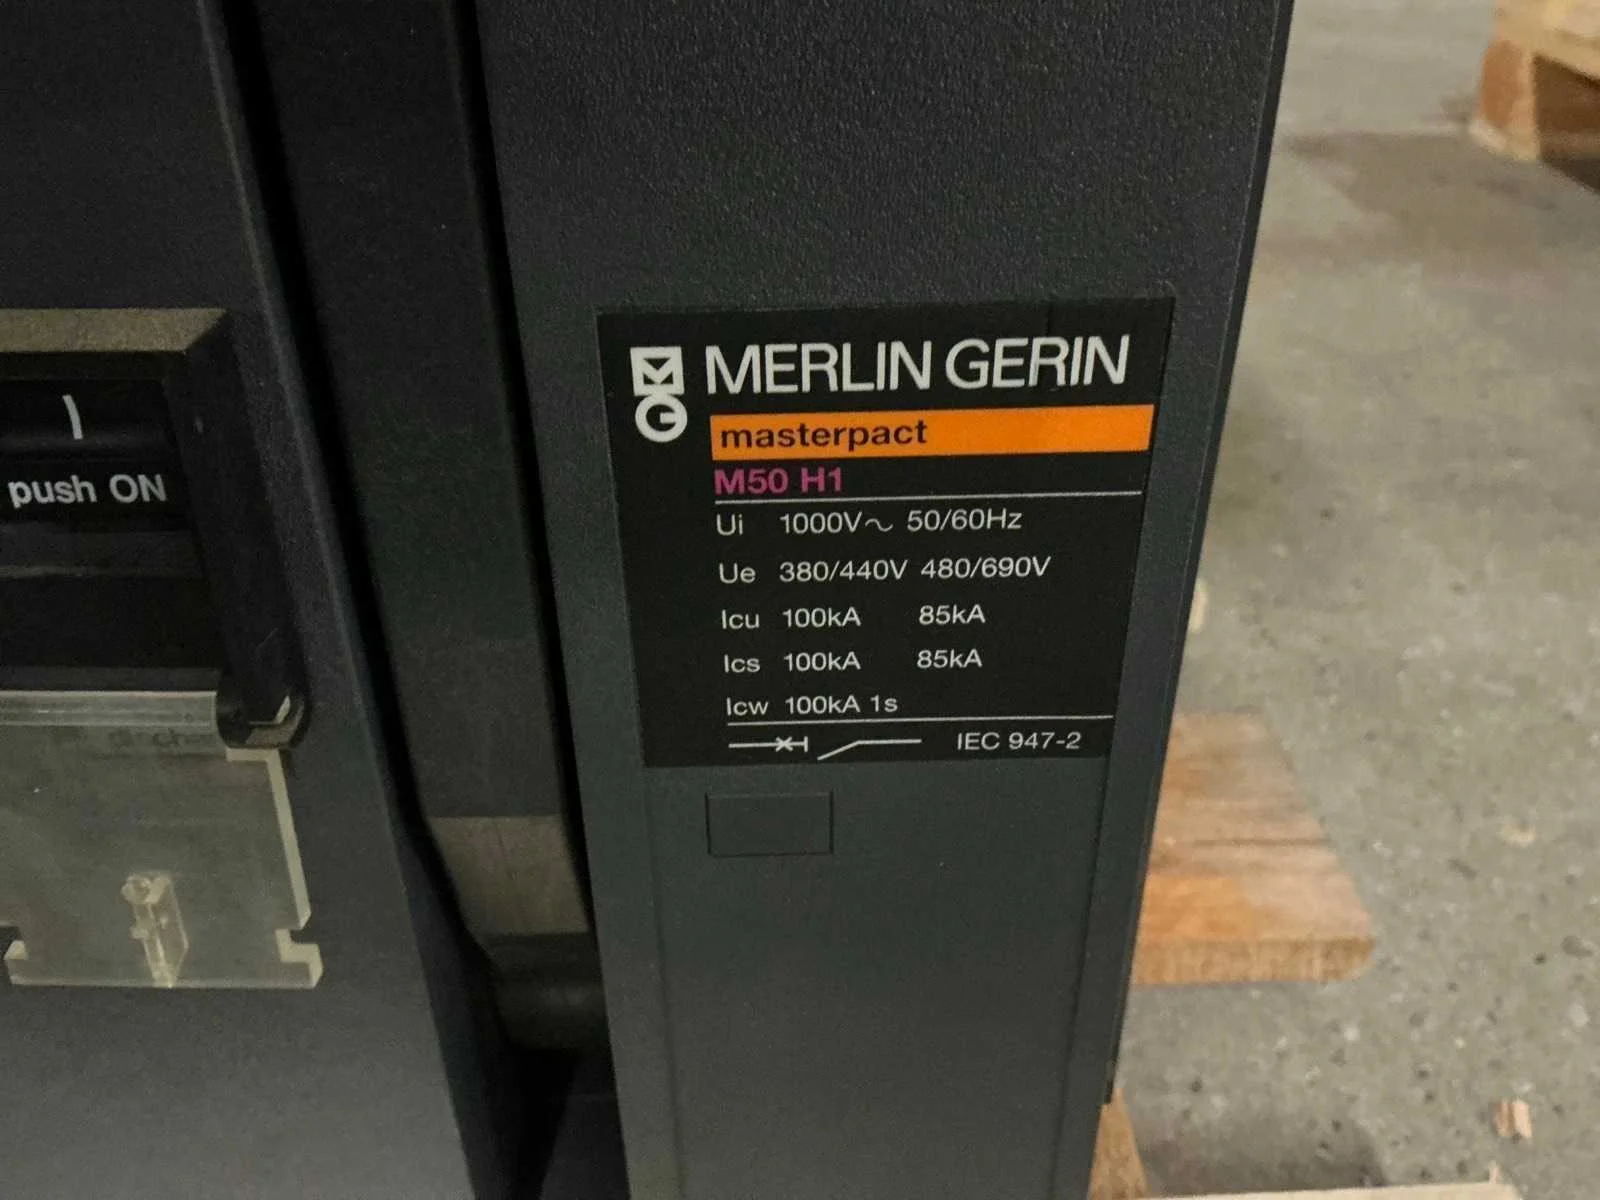 MG MERLIN GERIN
masterpact
M50 H1
Ui 1000V~ 50/60Hz
Ue 380/440V 480/690V
Icu 100kA 85kA
Ics 100kA 85kA
Icw 100kA 1s
IEC 947-2
I
push ON